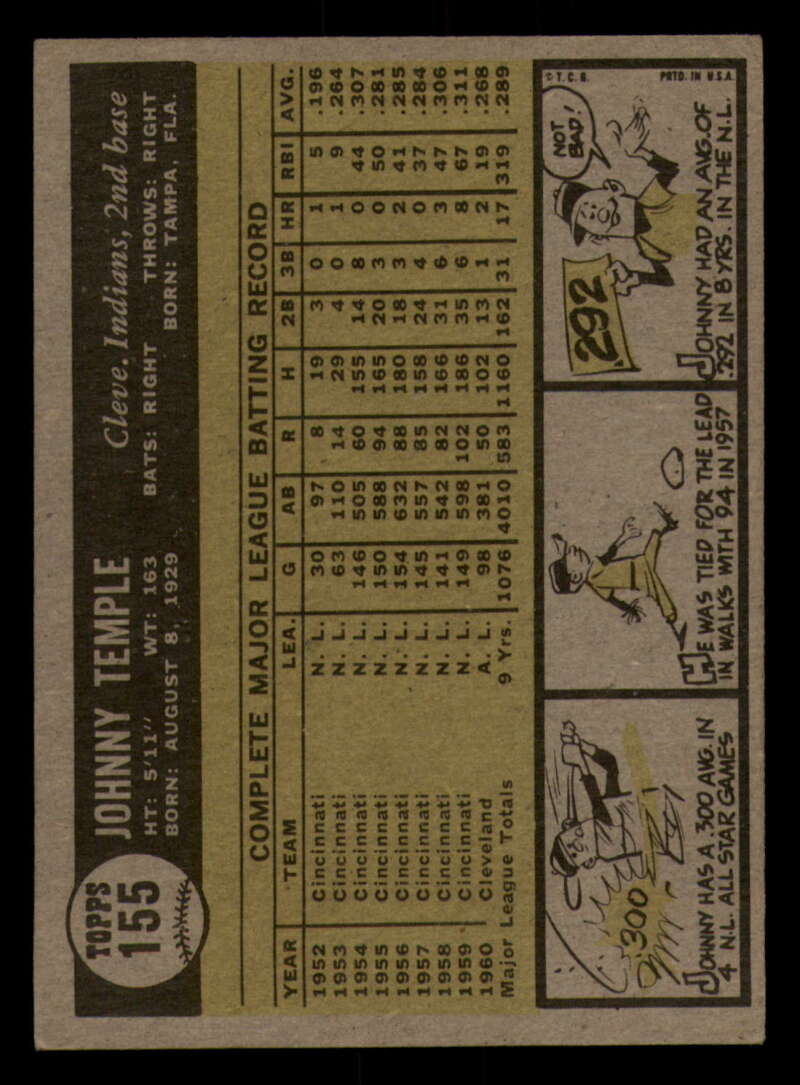 TOPPS
155
JOHNNY TEMPLE Cleve. Indians, 2nd base
HT: 5'11" WT: 163 BATS: RIGHT THROWS: RIGHT
BORN: AUGUST 8, 1929 BORN: TAMPA, FLA.
COMPLETE MAJOR LEAGUE BATTING RECORD
YEAR TEAM LEA. G AB R H 2B 3B HR RBI AVG.
1952 Cincinnati N. L. 30 97 8 19 3 0 1 5 .196
1953 Cincinnati N. L. 63 110 14 29 4 0 1 9 .264
1954 Cincinnati N. L. 146 505 60 155 14 8 0 44 .307
1955 Cincinnati N. L. 150 588 94 165 20 3 0 50 .281
1956 Cincinnati N. L. 154 632 88 180 18 3 2 41 .285
1957 Cincinnati N. L. 145 557 85 158 24 4 0 37 .284
1958 Cincinnati N. L. 141 542 82 166 31 6 3 47 .306
1959 Cincinnati N. L. 149 598 102 186 35 6 8 67 .311
1960 Cleveland A. L. 98 381 50 102 13 1 2 19 .268
Major League Totals 9 Yrs. 1076 4010 583 1160 162 31 17 319 .289
.300
JOHNNY HAS A .300 AVG. IN
4 N.L. ALL STAR GAMES
HE WAS TIED FOR THE LEAD
IN WALKS WITH 94 IN 1957
© T. C. G. PRTD. IN U.S.A.
NOT
BAD!
292
JOHNNY HAD AN AVG. OF
.292 IN 8 YRS. IN THE N.L.